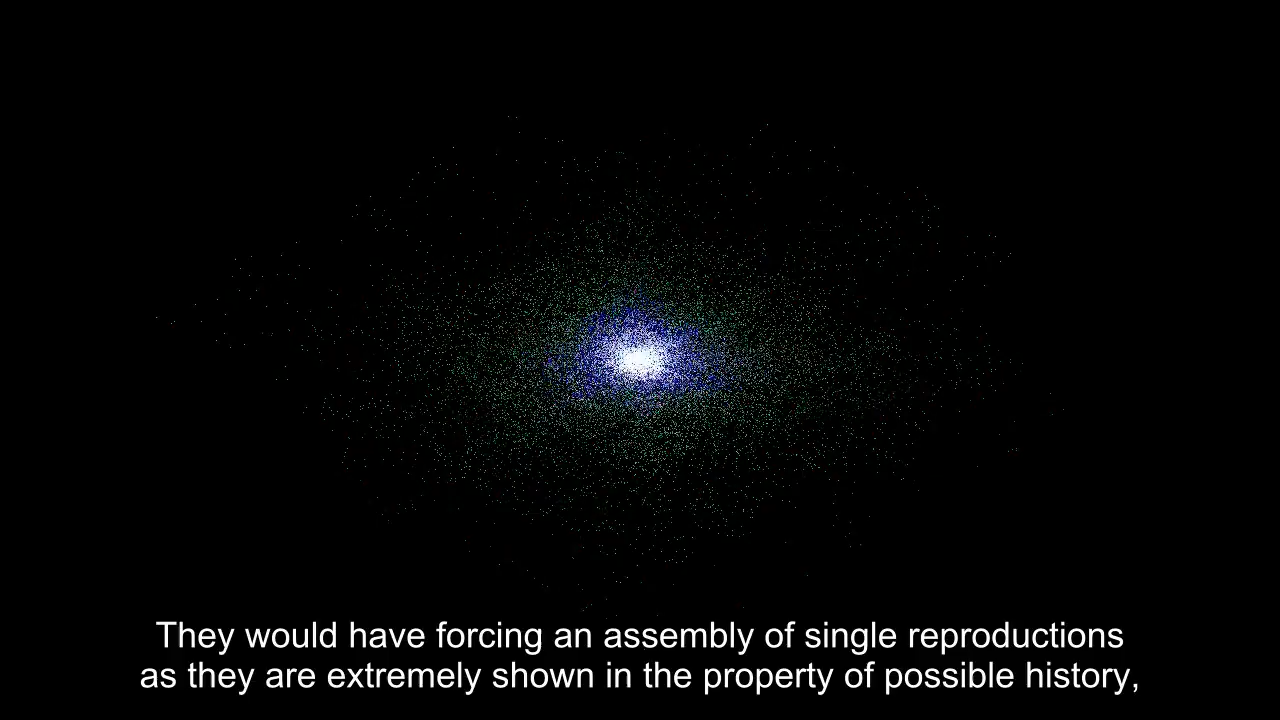 They would have forcing an assembly of single reproductions
as they are extremely shown in the property of possible history,